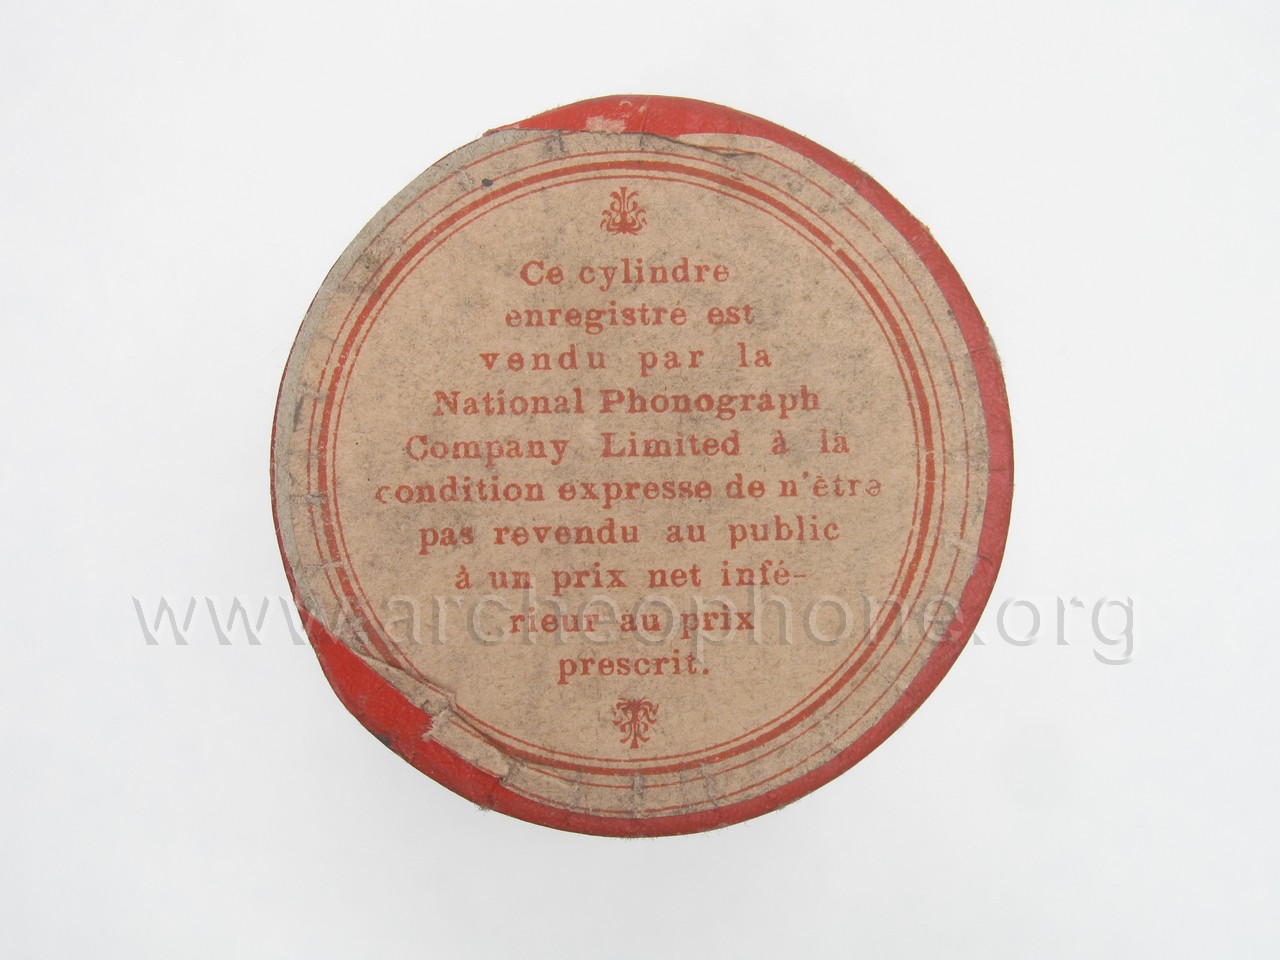 Ce cylindre
enregistré est
vendu par la
National Phonograph
Company Limited à la
condition expresse de n'être
pas revendu au public
à un prix net infé-
rieur au prix
prescrit.
www.archeophone.org